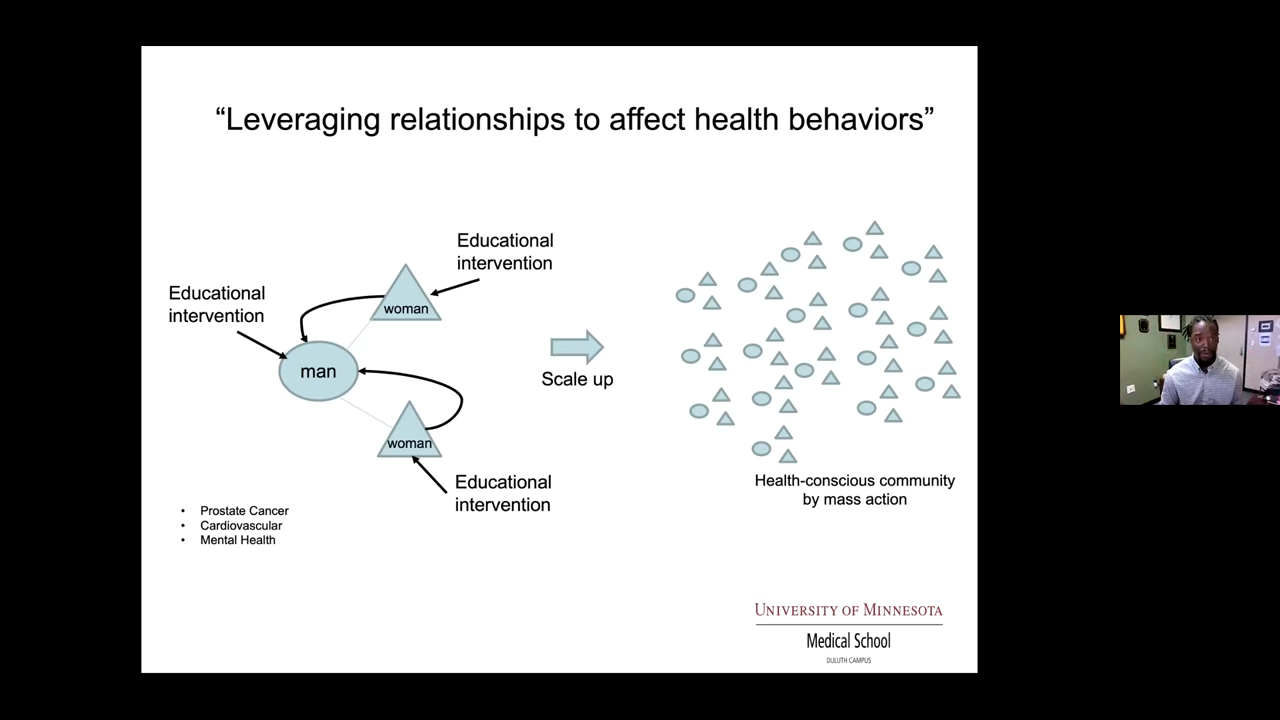 “Leveraging relationships to affect health behaviors”
Educational
intervention
Educational
intervention
woman
man
woman
Educational
intervention
Scale up
Health-conscious community
by mass action
• Prostate Cancer
• Cardiovascular
• Mental Health
University of Minnesota
Medical School
DULUTH CAMPUS